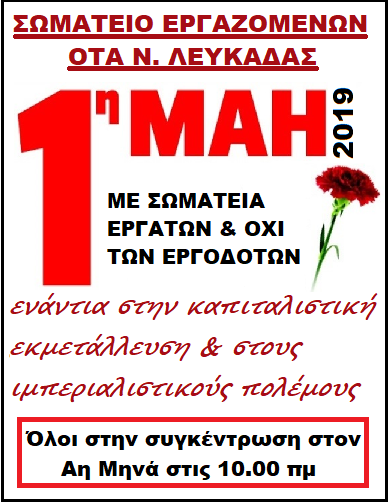 ΣΩΜΑΤΕΙΟ ΕΡΓΑΖΟΜΕΝΩΝ
ΟΤΑ Ν. ΛΕΥΚΑΔΑΣ
1η ΜΑΗ 2019
ΜΕ ΣΩΜΑΤΕΙΑ
ΕΡΓΑΤΩΝ & ΟΧΙ
ΤΩΝ ΕΡΓΟΔΟΤΩΝ
ενάντια στην καπιταλιστική
εκμετάλλευση & στους
ιμπεριαλιστικούς πολέμους
Όλοι στην συγκέντρωση στον
Αη Μηνά στις 10.00 πμ